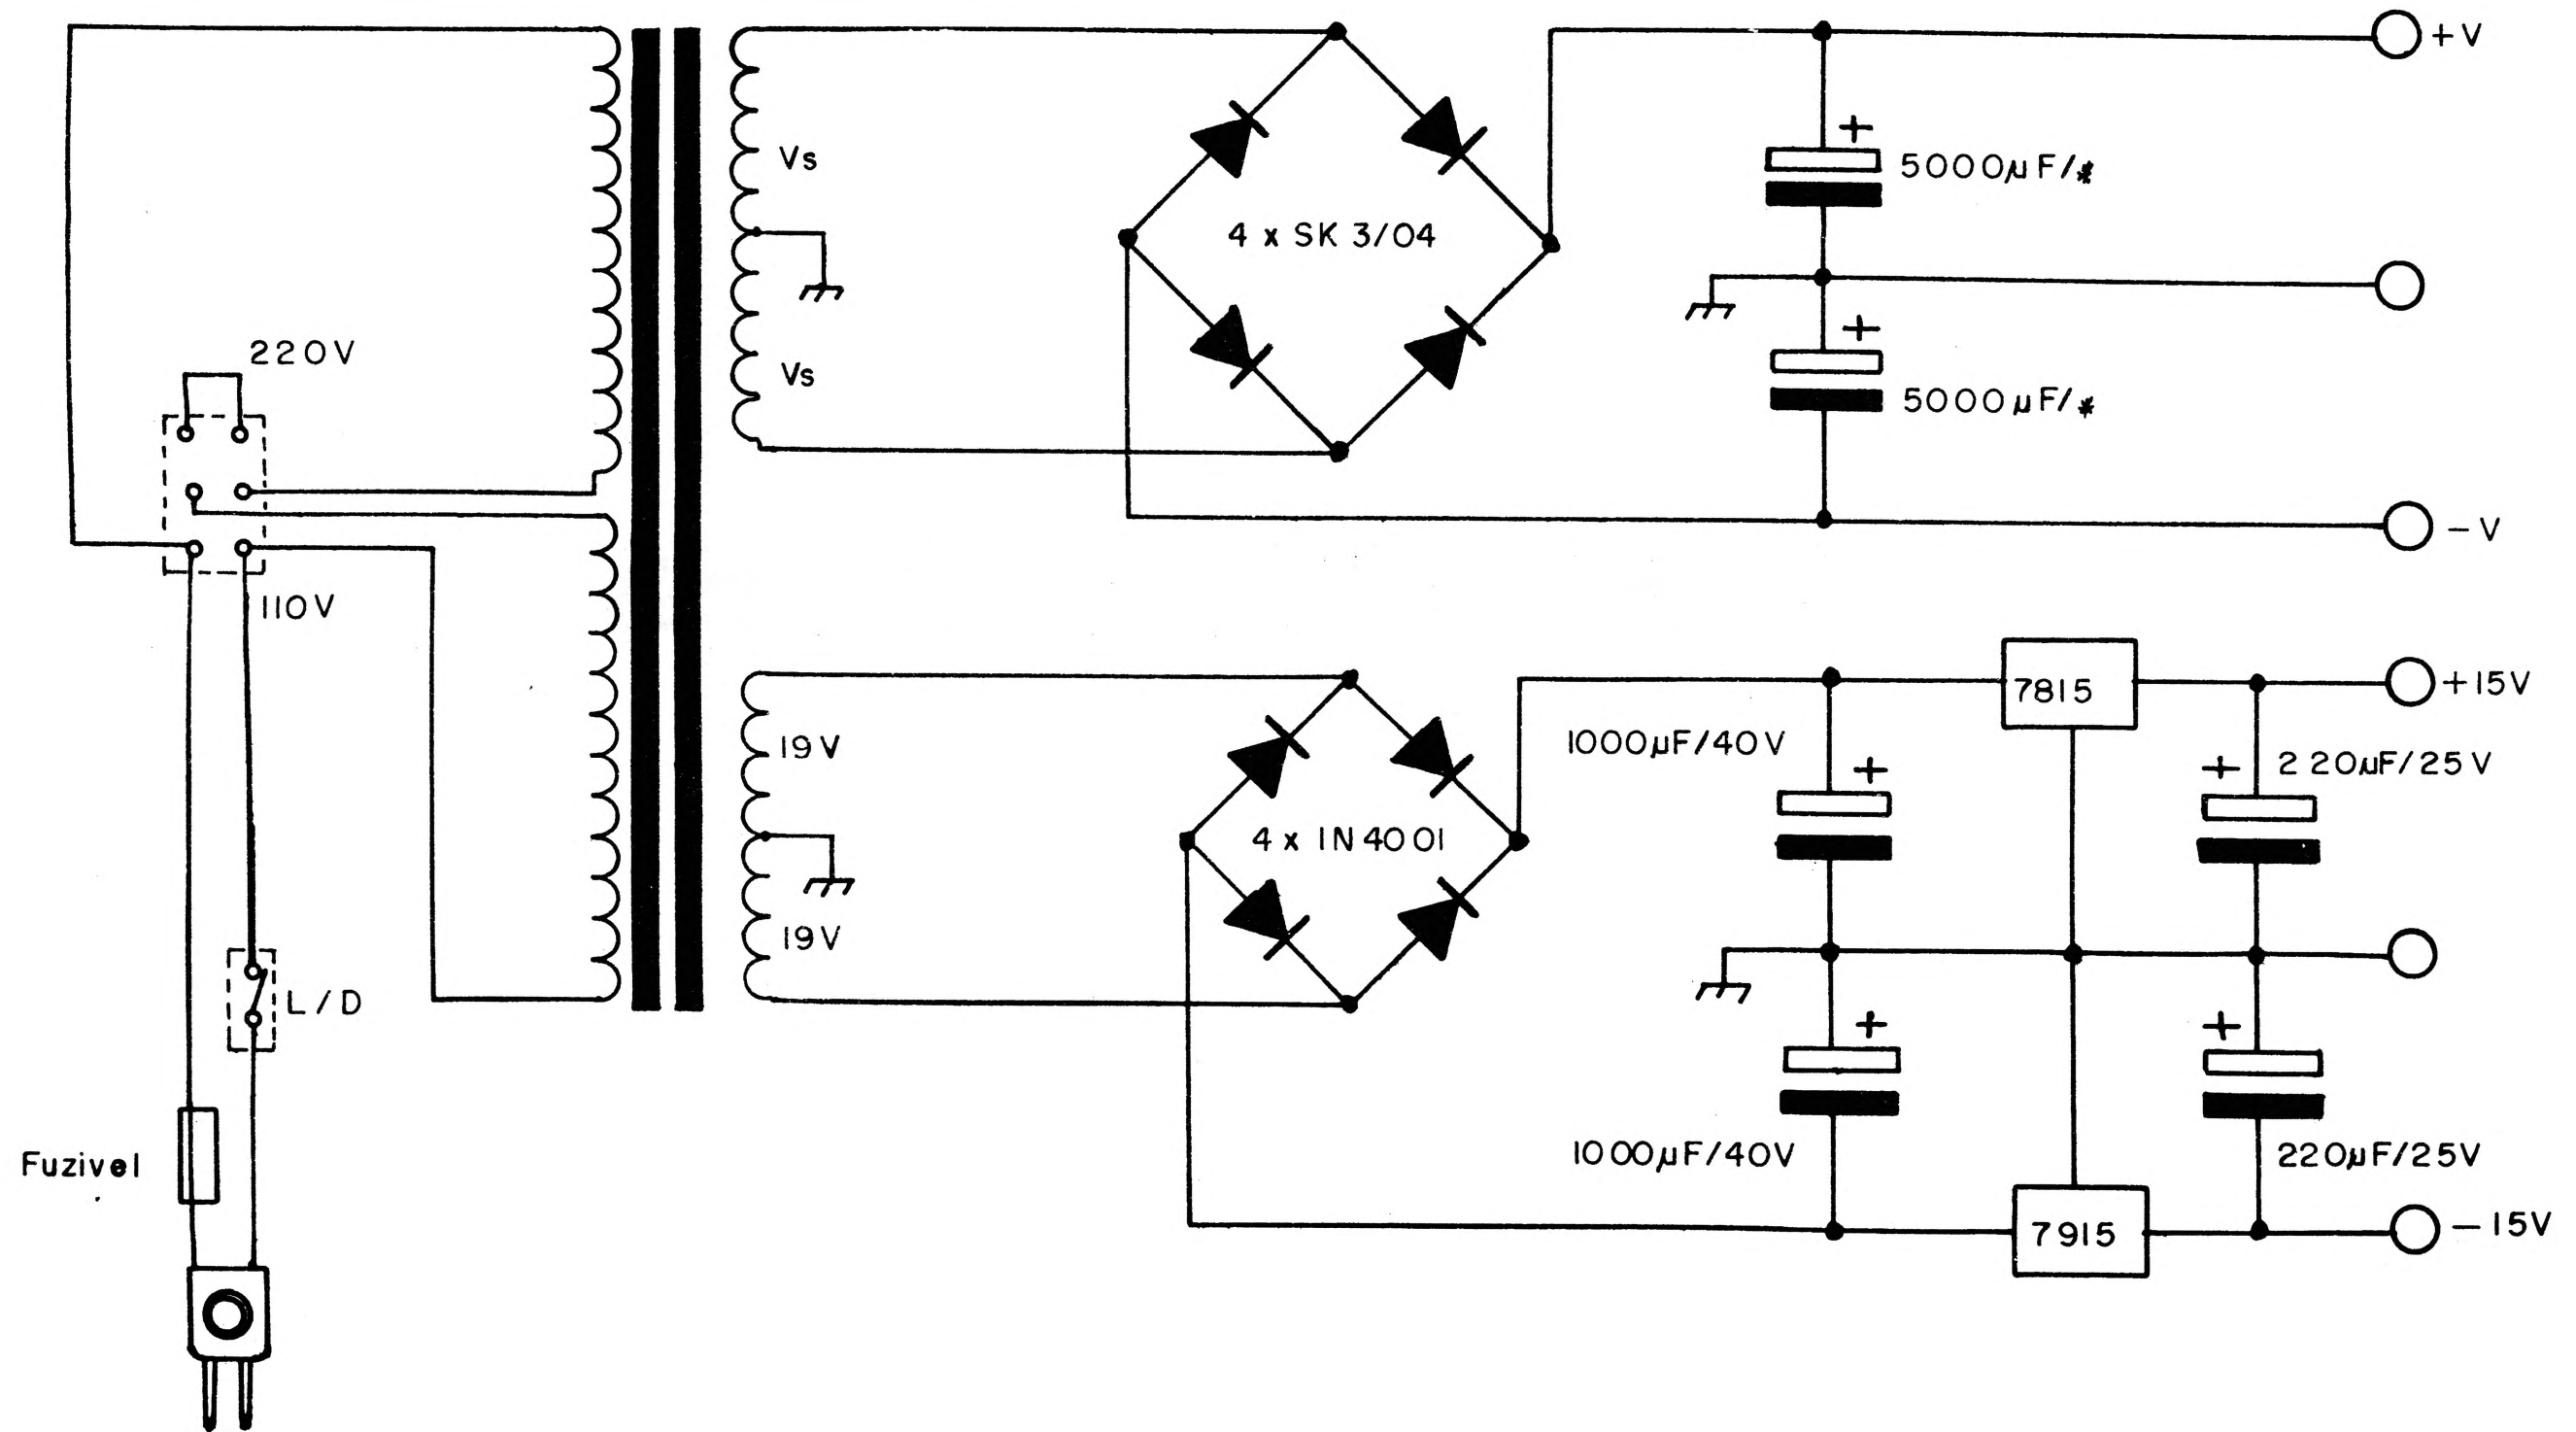 +V
Vs
5000µF/*
4 x SK 3/04
220V
Vs
5000µF/*
-V
110V
7815
+15V
19V
1000µF/40V
220µF/25V
4 x 1N4001
19V
L/D
Fuzivel
1000µF/40V
220µF/25V
7915
-15V